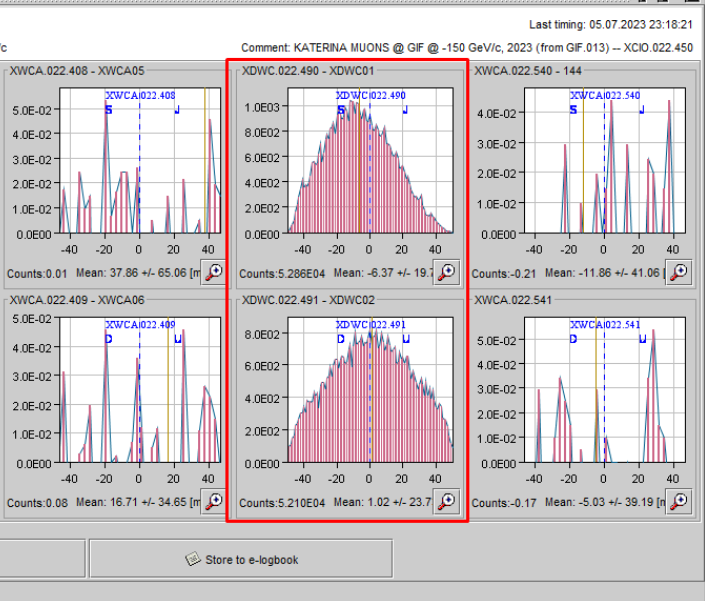 Last timing: 05.07.2023 23:18:21
/c
Comment: KATERINA MUONS @ GIF @ -150 GeV/c, 2023 (from GIF.013) -- XCIO.022.450
XWCA.022.408 - XWCA05
XWCA.022.408
S
J
5.0E-02
4.0E-02
3.0E-02
2.0E-02
1.0E-02
0.0E00
-40 -20 0 20 40
Counts:0.01 Mean: 37.86 +/- 65.06 [m
XDWC.022.490 - XDWC01
XDWC.022.490
S
J
1.0E03
8.0E02
6.0E02
4.0E02
2.0E02
0.0E00
-40 -20 0 20 40
Counts:5.286E04 Mean: -6.37 +/- 19.7
XWCA.022.540 - 144
XWCA.022.540
S
J
4.0E-02
3.0E-02
2.0E-02
1.0E-02
0.0E00
-40 -20 0 20 40
Counts:-0.21 Mean: -11.86 +/- 41.06 [
XWCA.022.409 - XWCA06
XWCA.022.409
D
U
5.0E-02
4.0E-02
3.0E-02
2.0E-02
1.0E-02
0.0E00
-40 -20 0 20 40
Counts:0.08 Mean: 16.71 +/- 34.65 [m
XDWC.022.491 - XDWC02
XDWC.022.491
D
U
8.0E02
6.0E02
4.0E02
2.0E02
0.0E00
-40 -20 0 20 40
Counts:5.210E04 Mean: 1.02 +/- 23.7
XWCA.022.541
XWCA.022.541
D
U
5.0E-02
4.0E-02
3.0E-02
2.0E-02
1.0E-02
0.0E00
-40 -20 0 20 40
Counts:-0.17 Mean: -5.03 +/- 39.19 [m
Store to e-logbook